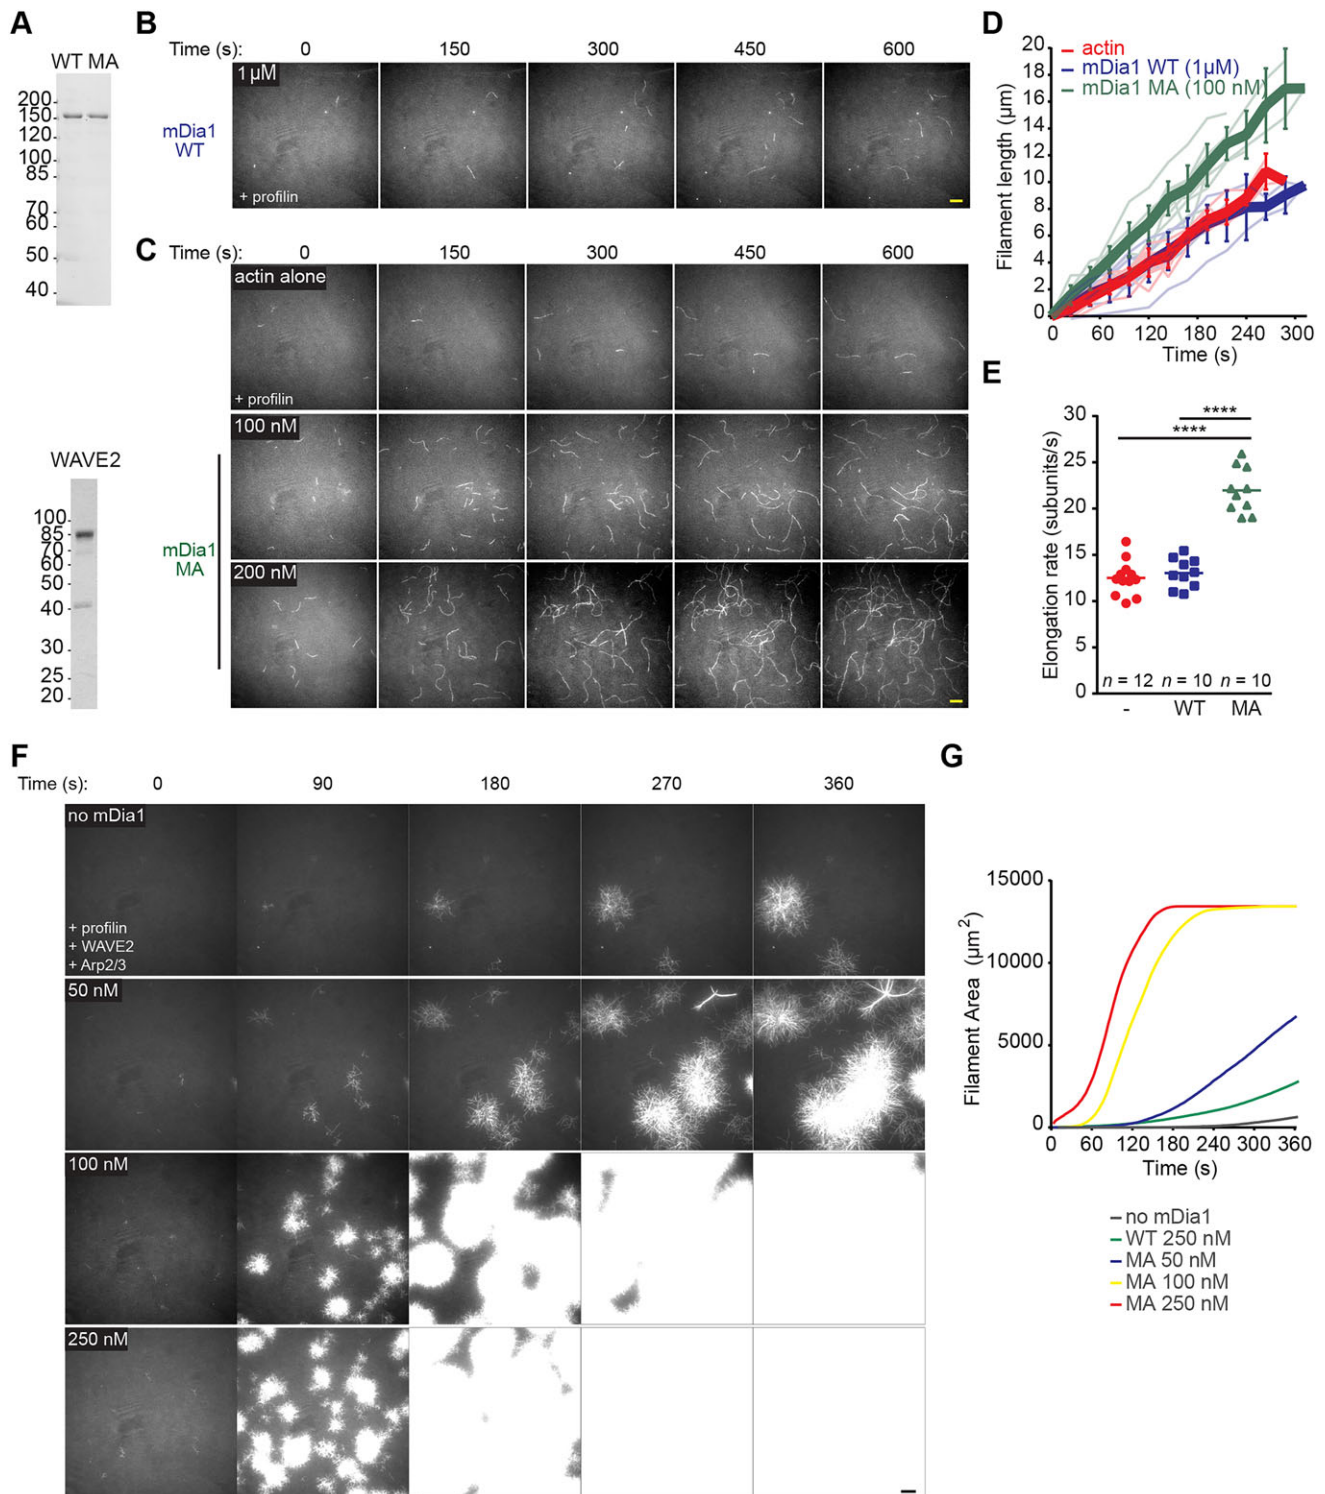 A
WT MA
200
150
120
100
85
70
60
50
40
WAVE2
100
85
70
60
50
40
30
25
20
B
Time (s): 0 150 300 450 600
1 µM
mDia1
WT
+ profilin
C
Time (s): 0 150 300 450 600
actin alone
+ profilin
100 nM
mDia1
MA
200 nM
D
actin
mDia1 WT (1µM)
mDia1 MA (100 nM)
Filament length (µm)
20
18
16
14
12
10
8
6
4
2
0
0 60 120 180 240 300
Time (s)
E
Elongation rate (subunits/s)
30
25
20
15
10
5
0
****
****
n = 12 n = 10 n = 10
- WT MA
F
Time (s): 0 90 180 270 360
no mDia1
+ profilin
+ WAVE2
+ Arp2/3
50 nM
100 nM
250 nM
G
Filament Area (µm²)
15000
10000
5000
0
0 60 120 180 240 300 360
Time (s)
no mDia1
WT 250 nM
MA 50 nM
MA 100 nM
MA 250 nM